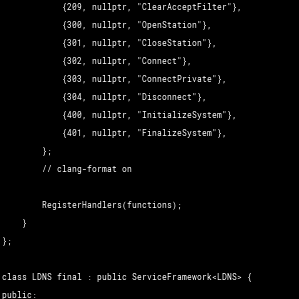 {209, nullptr, "ClearAcceptFilter"},
{300, nullptr, "OpenStation"},
{301, nullptr, "CloseStation"},
{302, nullptr, "Connect"},
{303, nullptr, "ConnectPrivate"},
{304, nullptr, "Disconnect"},
{400, nullptr, "InitializeSystem"},
{401, nullptr, "FinalizeSystem"},
};
// clang-format on
RegisterHandlers(functions);
}
};
class LDNS final : public ServiceFramework<LDNS> {
public: